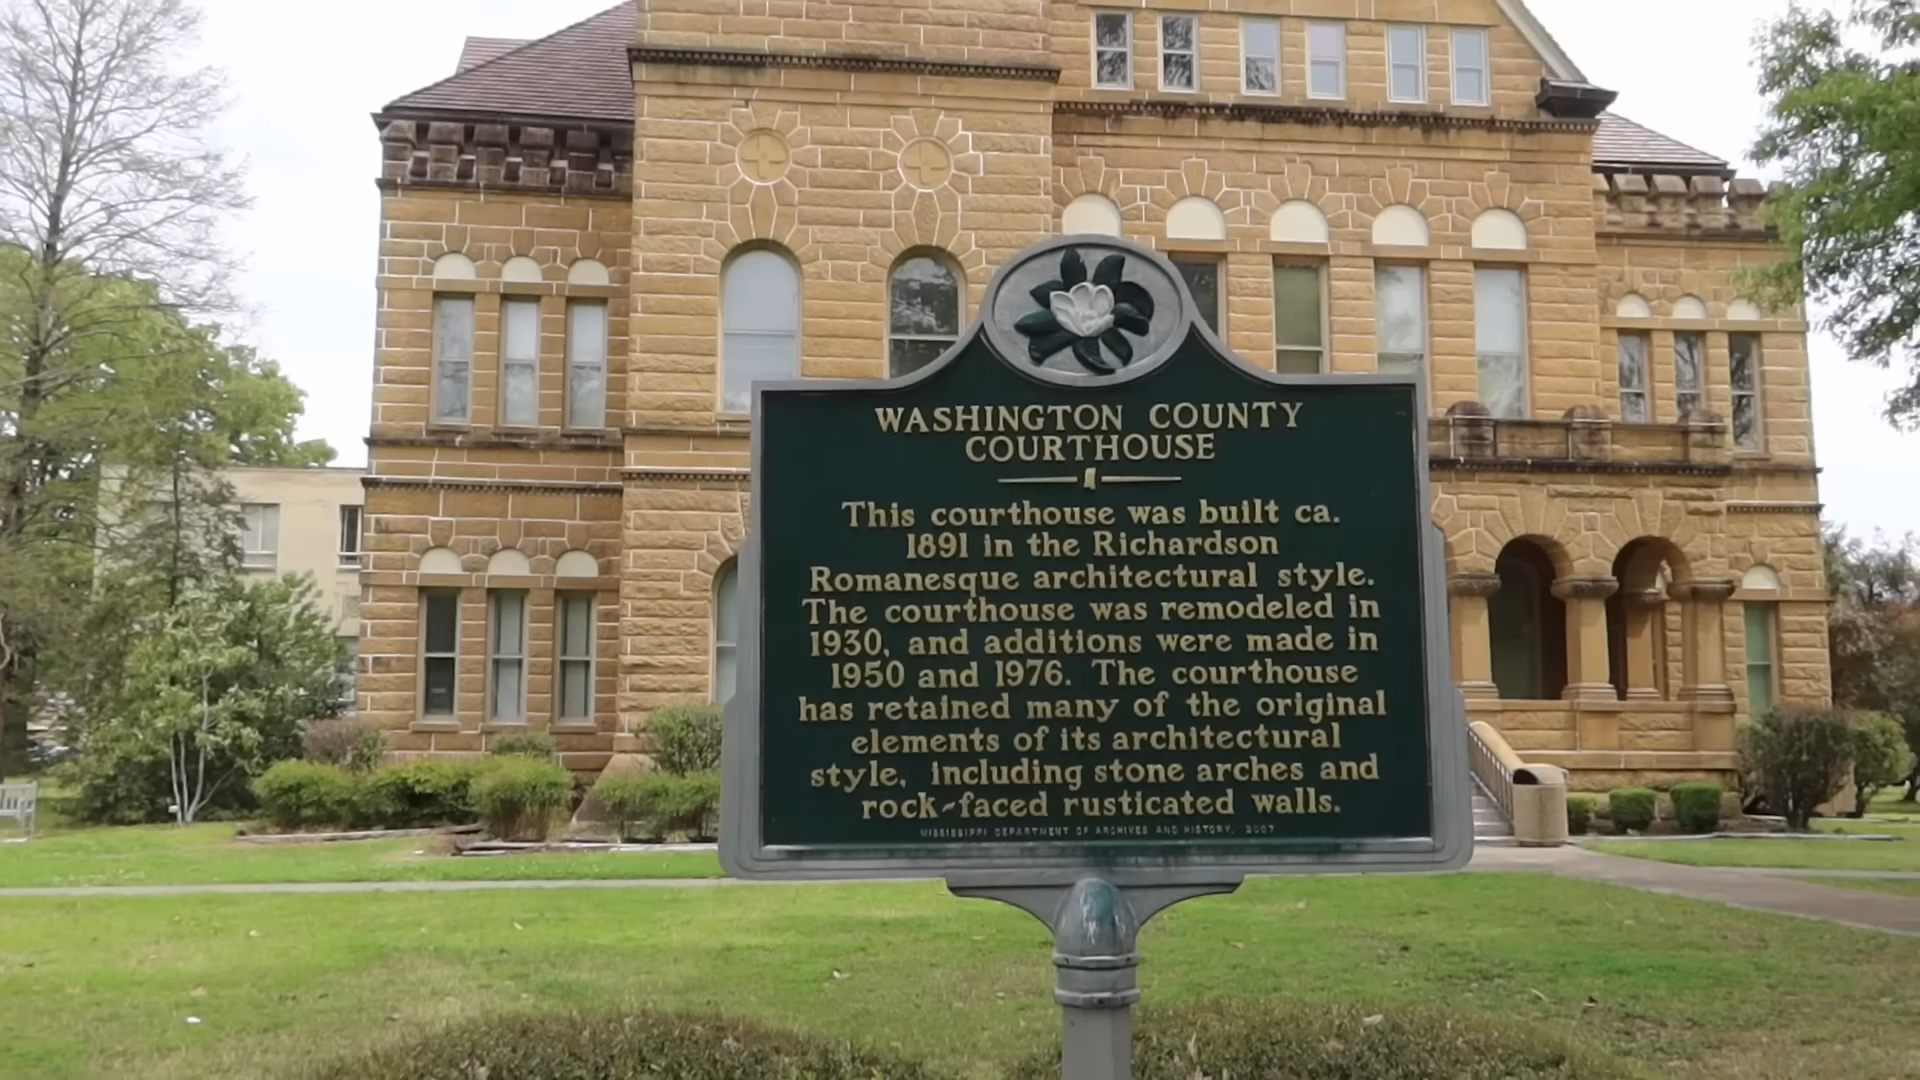 WASHINGTON COUNTY
COURTHOUSE
This courthouse was built ca.
1891 in the Richardson
Romanesque architectural style.
The courthouse was remodeled in
1930, and additions were made in
1950 and 1976. The courthouse
has retained many of the original
elements of its architectural
style, including stone arches and
rock-faced rusticated walls.
MISSISSIPPI DEPARTMENT OF ARCHIVES AND HISTORY, 2007